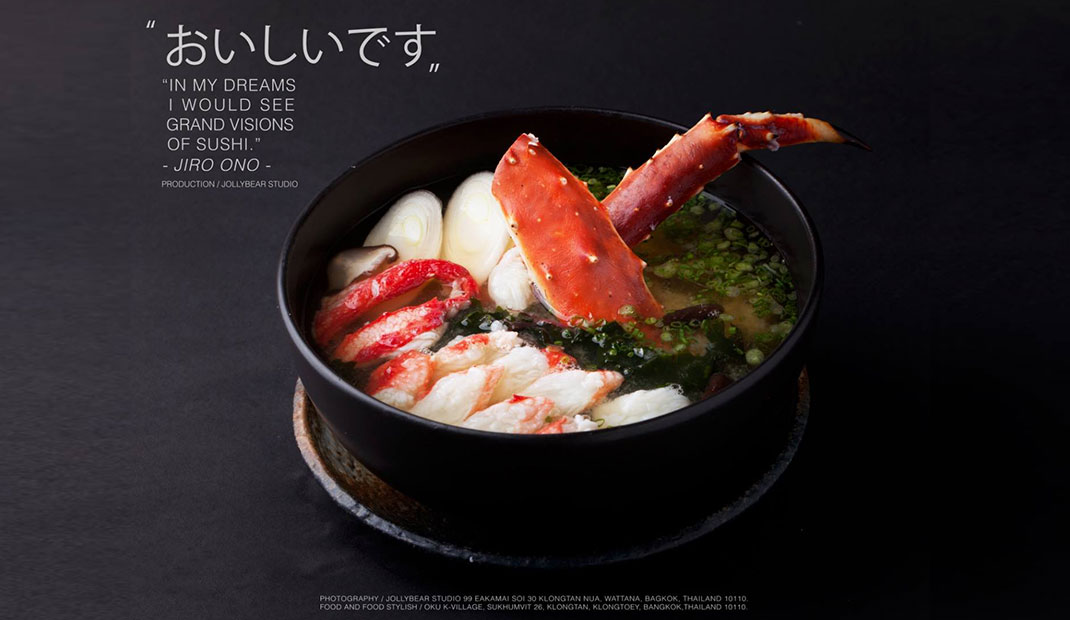 “おいしいです„
“IN MY DREAMS
I WOULD SEE
GRAND VISIONS
OF SUSHI.”
- JIRO ONO -
PRODUCTION / JOLLYBEAR STUDIO
PHOTOGRAPHY / JOLLYBEAR STUDIO 99 EAKAMAI SOI 30 KLONGTAN NUA, WATTANA, BAGKOK, THAILAND 10110.
FOOD AND FOOD STYLISH / OKU K-VILLAGE, SUKHUMVIT 26, KLONGTAN, KLONGTOEY, BANGKOK,THAILAND 10110.